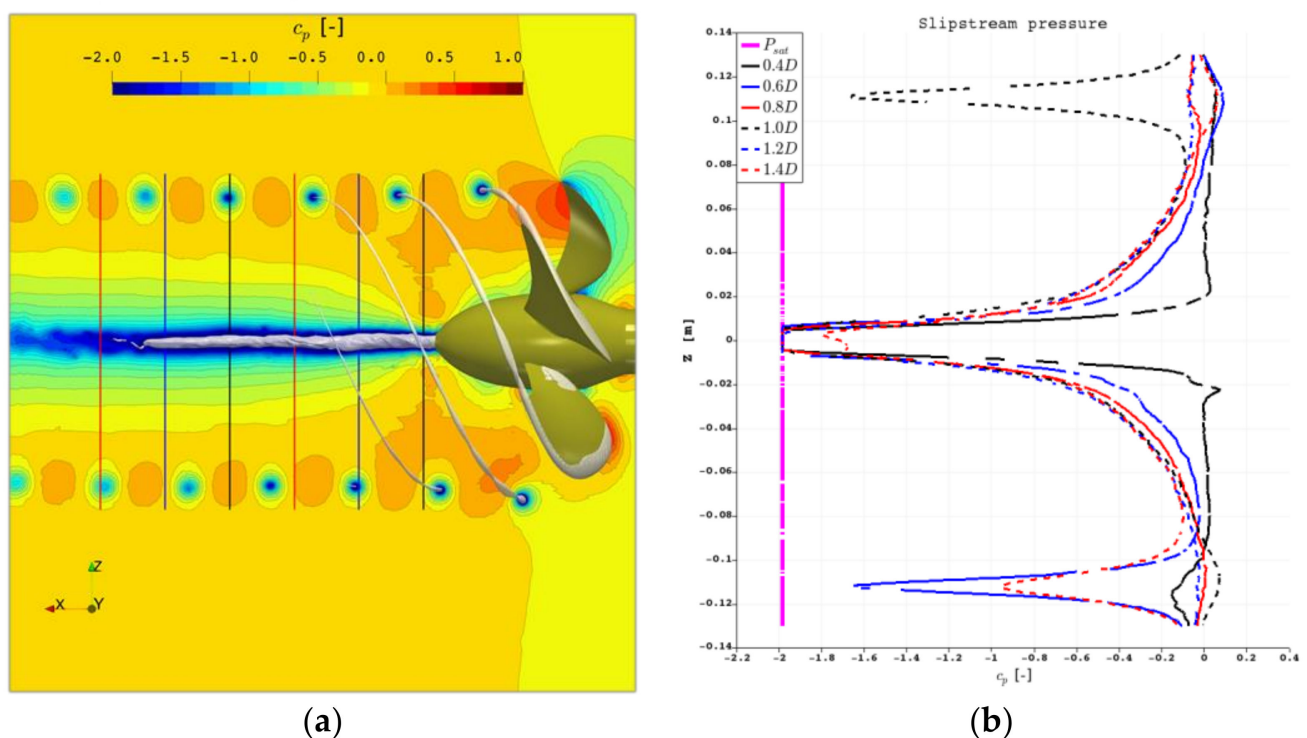 c_p [-]
-2.0 -1.5 -1.0 -0.5 0.0 0.5 1.0
Z
X
Y
(a)
Slipstream pressure
0.14
0.12
0.1
0.08
0.06
0.04
0.02
0
-0.02
-0.04
-0.06
-0.08
-0.1
-0.12
-0.14
z [m]
P_sat
0.4D
0.6D
0.8D
1.0D
1.2D
1.4D
-2.2 -2 -1.8 -1.6 -1.4 -1.2 -1 -0.8 -0.6 -0.4 -0.2 0 0.2 0.4
c_p [-]
(b)